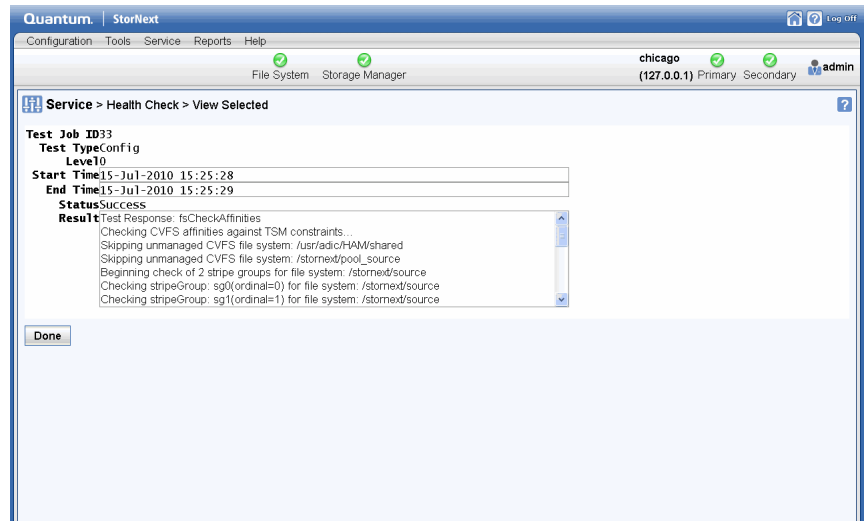 Quantum. StorNext Log Off
Configuration Tools Service Reports Help
File System Storage Manager
chicago
(127.0.0.1) Primary Secondary admin
Service > Health Check > View Selected
Test Job ID33
Test TypeConfig
Level0
Start Time15-Jul-2010 15:25:28
End Time15-Jul-2010 15:25:29
StatusSuccess
ResultTest Response: fsCheckAffinities
Checking CVFS affinities against TSM constraints...
Skipping unmanaged CVFS file system: /usr/adic/HAM/shared
Skipping unmanaged CVFS file system: /stornext/pool_source
Beginning check of 2 stripe groups for file system: /stornext/source
Checking stripeGroup: sg0(ordinal=0) for file system: /stornext/source
Checking stripeGroup: sg1(ordinal=1) for file system: /stornext/source
Done